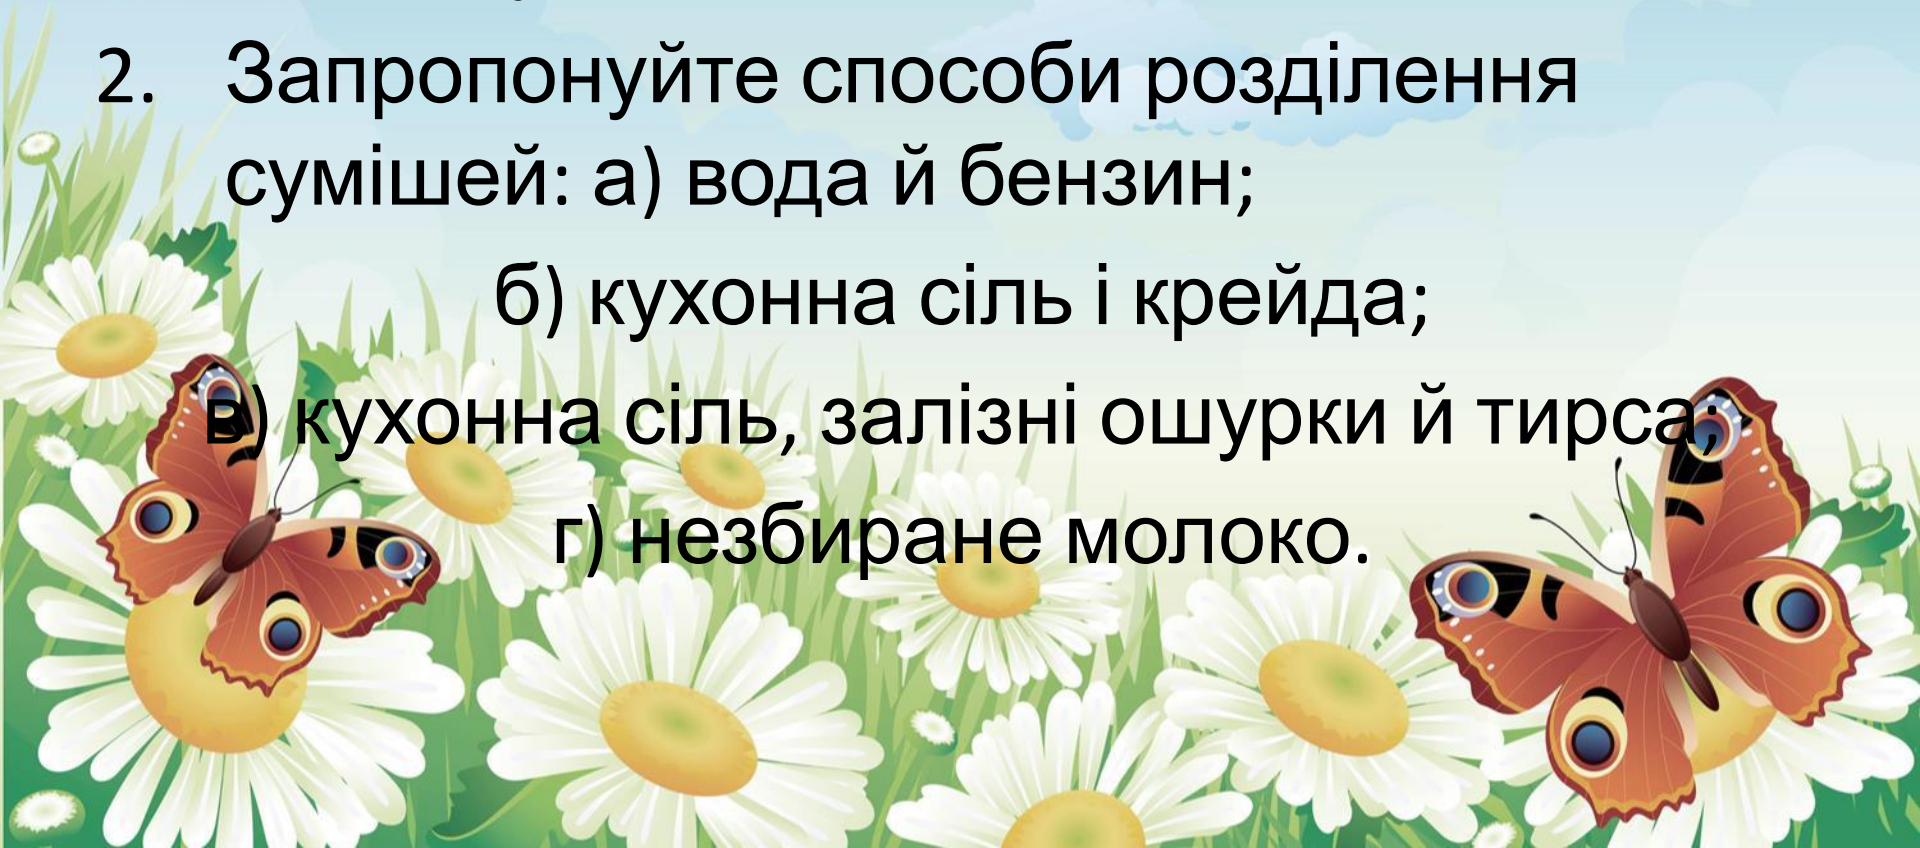 2. Запропонуйте способи розділення
сумішей: а) вода й бензин;
б) кухонна сіль і крейда;
в) кухонна сіль, залізні ошурки й тирса;
г) незбиране молоко.